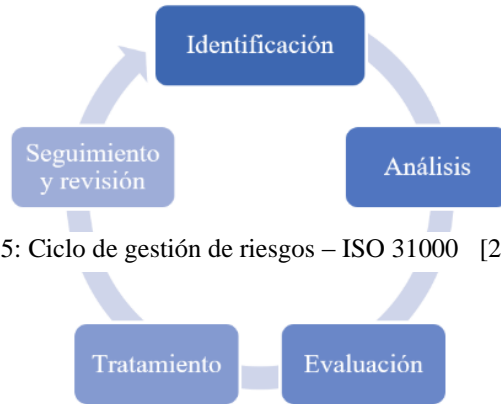 Identificación
Análisis
Seguimiento
y revisión
5: Ciclo de gestión de riesgos – ISO 31000 [2
Evaluación
Tratamiento